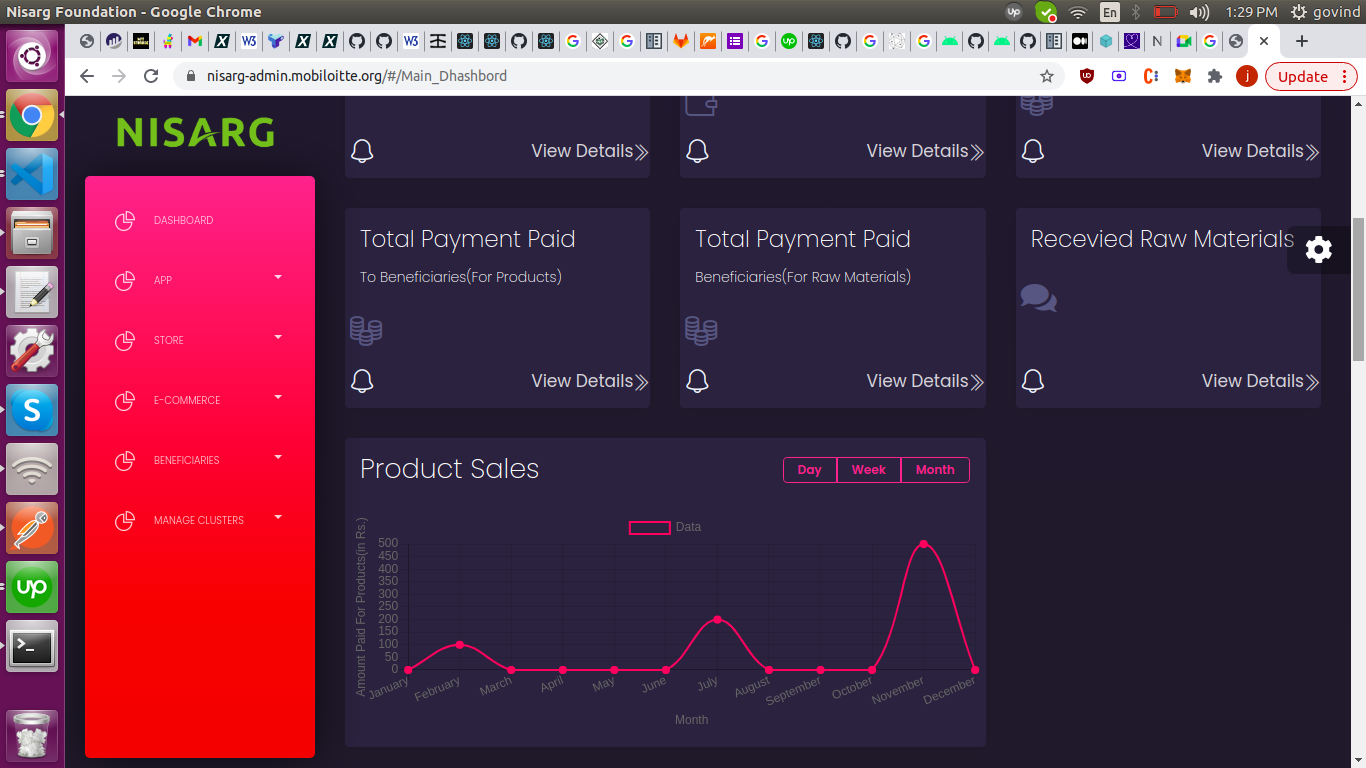 Nisarg Foundation - Google Chrome
En
1:29 PM
govind
nisarg-admin.mobiloitte.org/#/Main_Dhashbord
Update
NISARG
DASHBOARD
APP
STORE
E-COMMERCE
BENEFICIARIES
MANAGE CLUSTERS
View Details
View Details
View Details
Total Payment Paid
To Beneficiaries(For Products)
View Details
Total Payment Paid
Beneficiaries(For Raw Materials)
View Details
Recevied Raw Materials
View Details
Product Sales
Day
Week
Month
Data
Amount Paid For Products(in Rs.)
500
450
400
350
300
250
200
150
100
50
0
January
February
March
April
May
June
July
August
September
October
November
December
Month